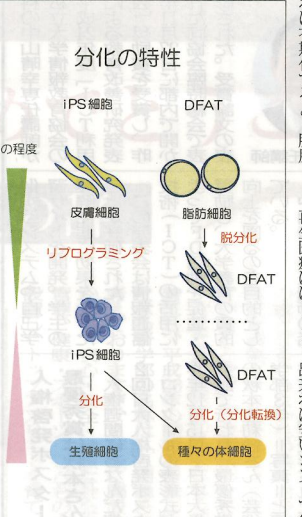 分化の特性
iPS細胞
DFAT
の程度
皮膚細胞
脂肪細胞
リプログラミング
脱分化
DFAT
iPS細胞
DFAT
分化
分化（分化転換）
生殖細胞
種々の体細胞